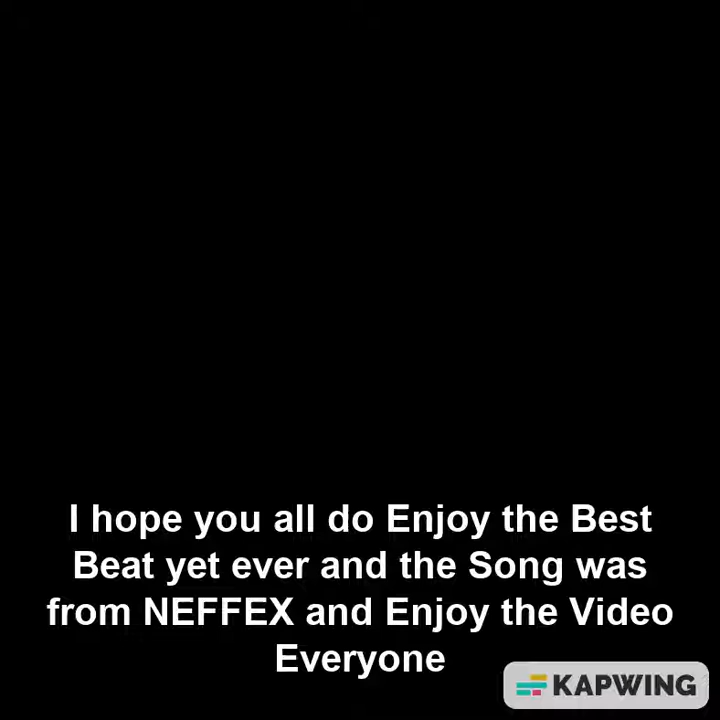 I hope you all do Enjoy the Best
Beat yet ever and the Song was
from NEFFEX and Enjoy the Video
Everyone
KAPWING